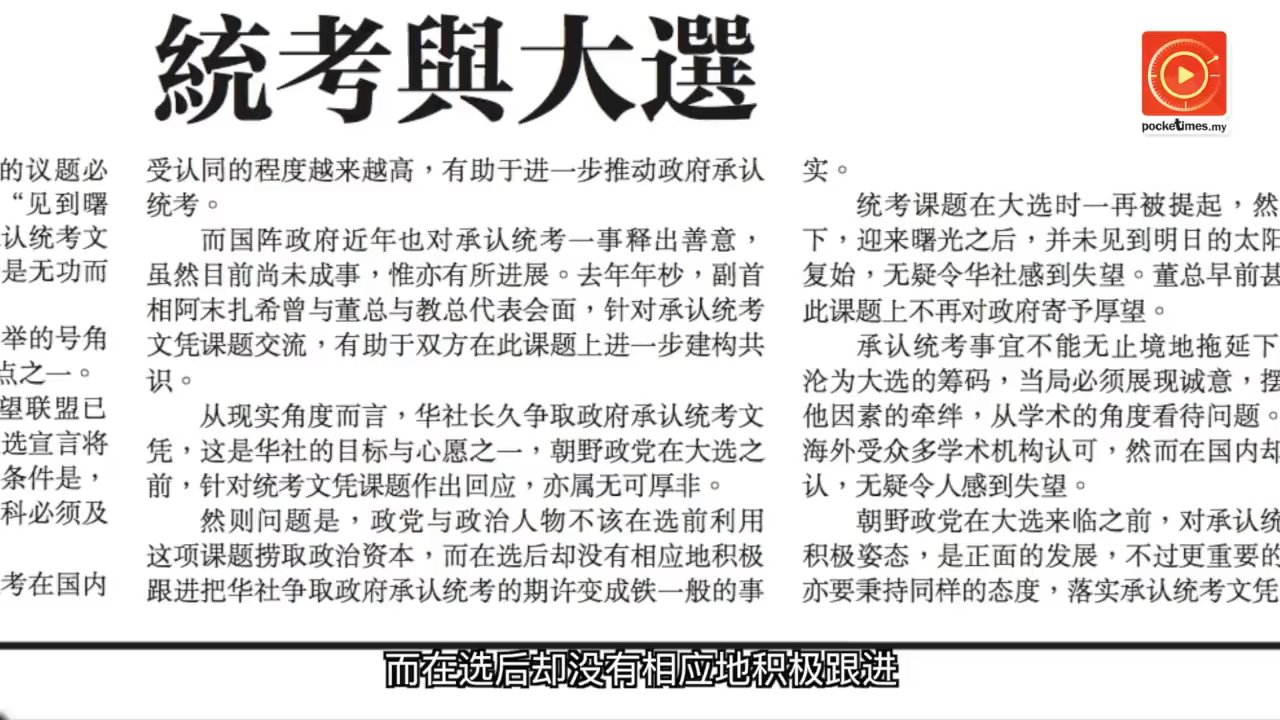 統考與大選
pocketimes.my
的议题必
“见到曙
认统考文
是无功而
举的号角
点之一。
望联盟已
选宣言将
条件是，
科必须及
考在国内
受认同的程度越来越高，有助于进一步推动政府承认
统考。
而国阵政府近年也对承认统考一事释出善意，
虽然目前尚未成事，惟亦有所进展。去年年杪，副首
相阿末扎希曾与董总与教总代表会面，针对承认统考
文凭课题交流，有助于双方在此课题上进一步建构共
识。
从现实角度而言，华社长久争取政府承认统考文
凭，这是华社的目标与心愿之一，朝野政党在大选之
前，针对统考文凭课题作出回应，亦属无可厚非。
然则问题是，政党与政治人物不该在选前利用
这项课题捞取政治资本，而在选后却没有相应地积极
跟进把华社争取政府承认统考的期许变成铁一般的事
实。
统考课题在大选时一再被提起，然
下，迎来曙光之后，并未见到明日的太阳
复始，无疑令华社感到失望。董总早前甚
此课题上不再对政府寄予厚望。
承认统考事宜不能无止境地拖延下
沦为大选的筹码，当局必须展现诚意，摆
他因素的牵绊，从学术的角度看待问题。
海外受众多学术机构认可，然而在国内却
认，无疑令人感到失望。
朝野政党在大选来临之前，对承认统
积极姿态，是正面的发展，不过更重要的
亦要秉持同样的态度，落实承认统考文凭
而在选后却没有相应地积极跟进